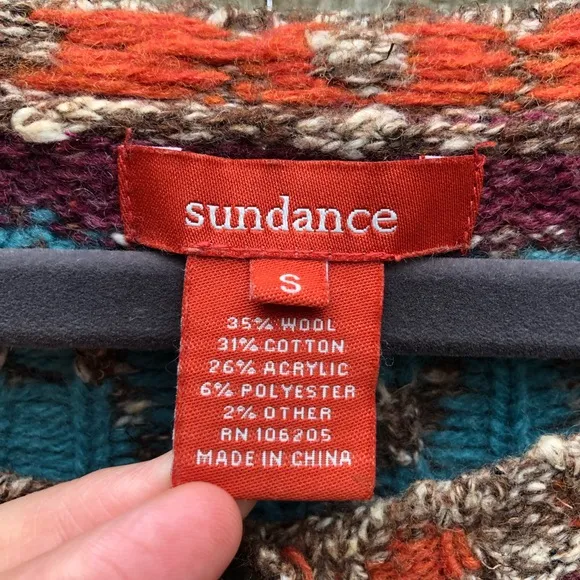 sundance
S
35% WOOL
31% COTTON
26% ACRYLIC
6% POLYESTER
2% OTHER
RN 106205
MADE IN CHINA